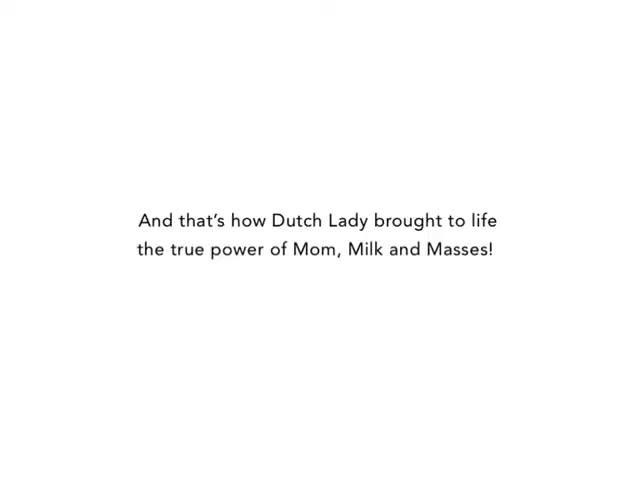 And that’s how Dutch Lady brought to life
the true power of Mom, Milk and Masses!